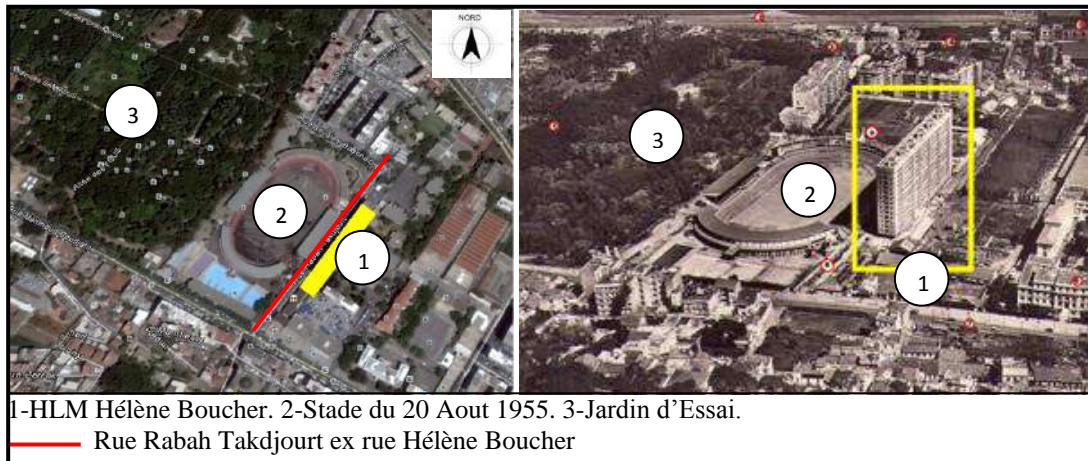 NORD
3
2
1
3
2
1
1-HLM Hélène Boucher. 2-Stade du 20 Aout 1955. 3-Jardin d’Essai.
Rue Rabah Takdjourt ex rue Hélène Boucher